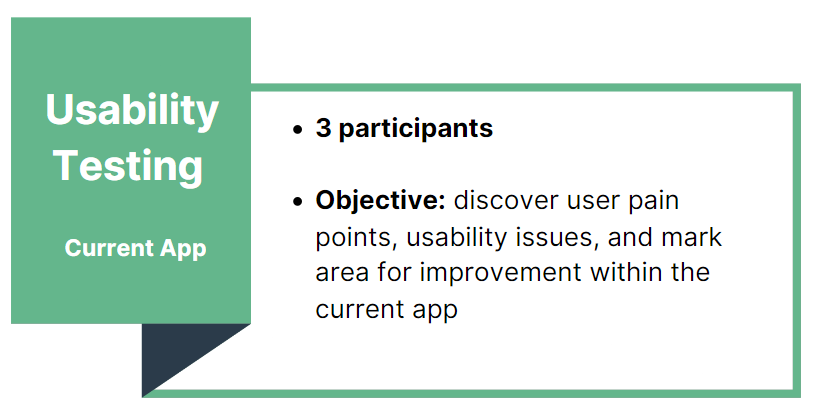 Usability
Testing
Current App
• 3 participants
• Objective: discover user pain
points, usability issues, and mark
area for improvement within the
current app